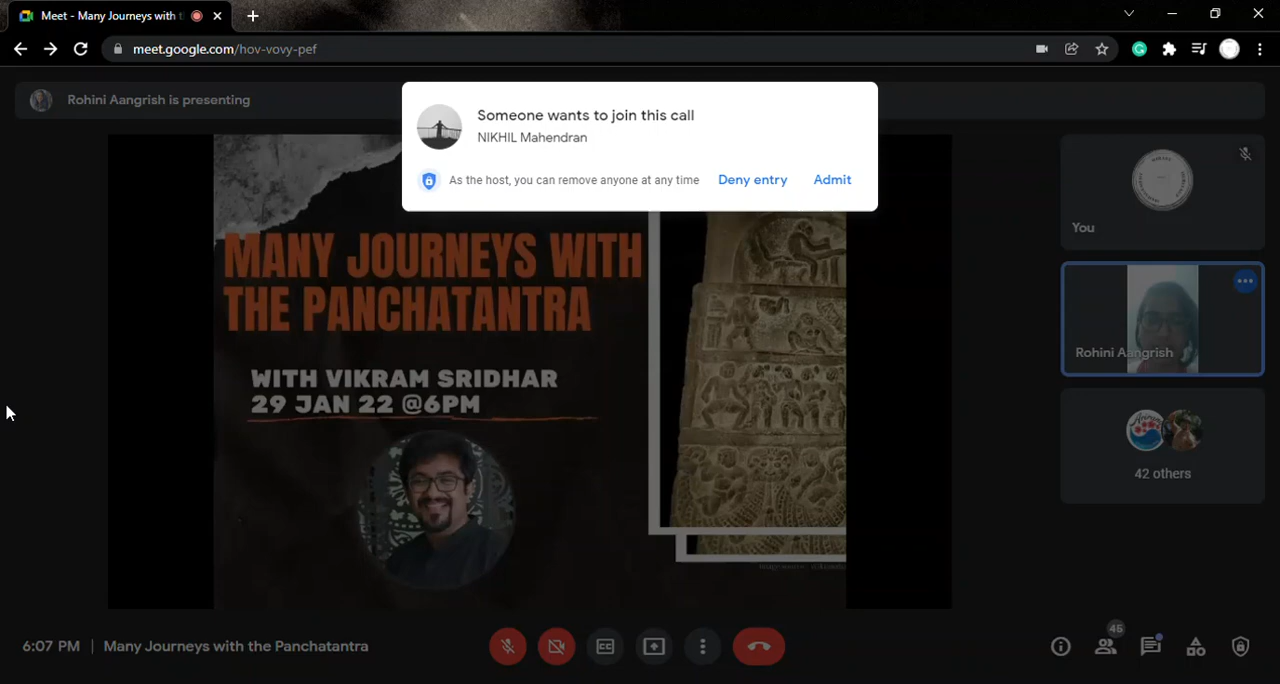 Meet - Many Journeys with
meet.google.com/hov-vovy-pef
Rohini Aangrish is presenting
Someone wants to join this call
NIKHIL Mahendran
As the host, you can remove anyone at any time
Deny entry
Admit
MANY JOURNEYS WITH
THE PANCHATANTRA
WITH VIKRAM SRIDHAR
29 JAN 22 @6PM
You
Rohini Aangrish
42 others
6:07 PM | Many Journeys with the Panchatantra
CC
45